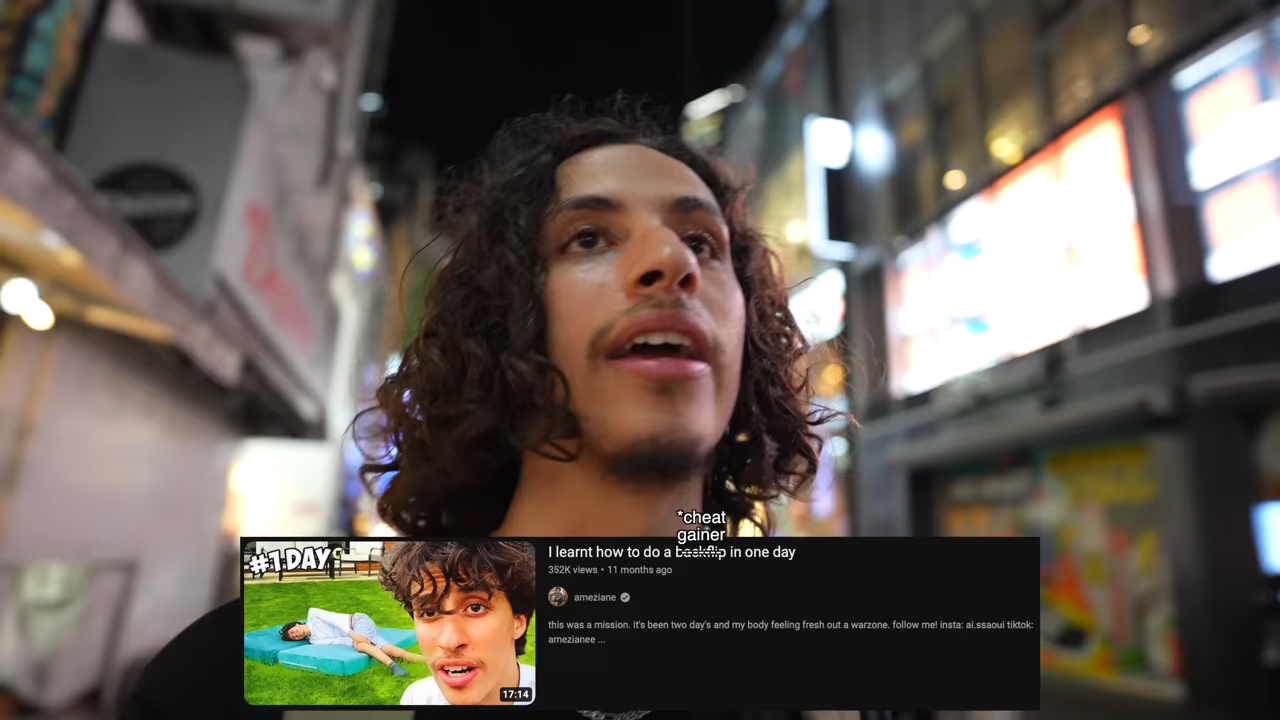 *cheat
gainer
I learnt how to do a backflip in one day
352K views • 11 months ago
ameziane
this was a mission. it's been two day's and my body feeling fresh out a warzone. follow me! insta: ai.ssaoui tiktok:
amezianee ...
#1 DAY
17:14